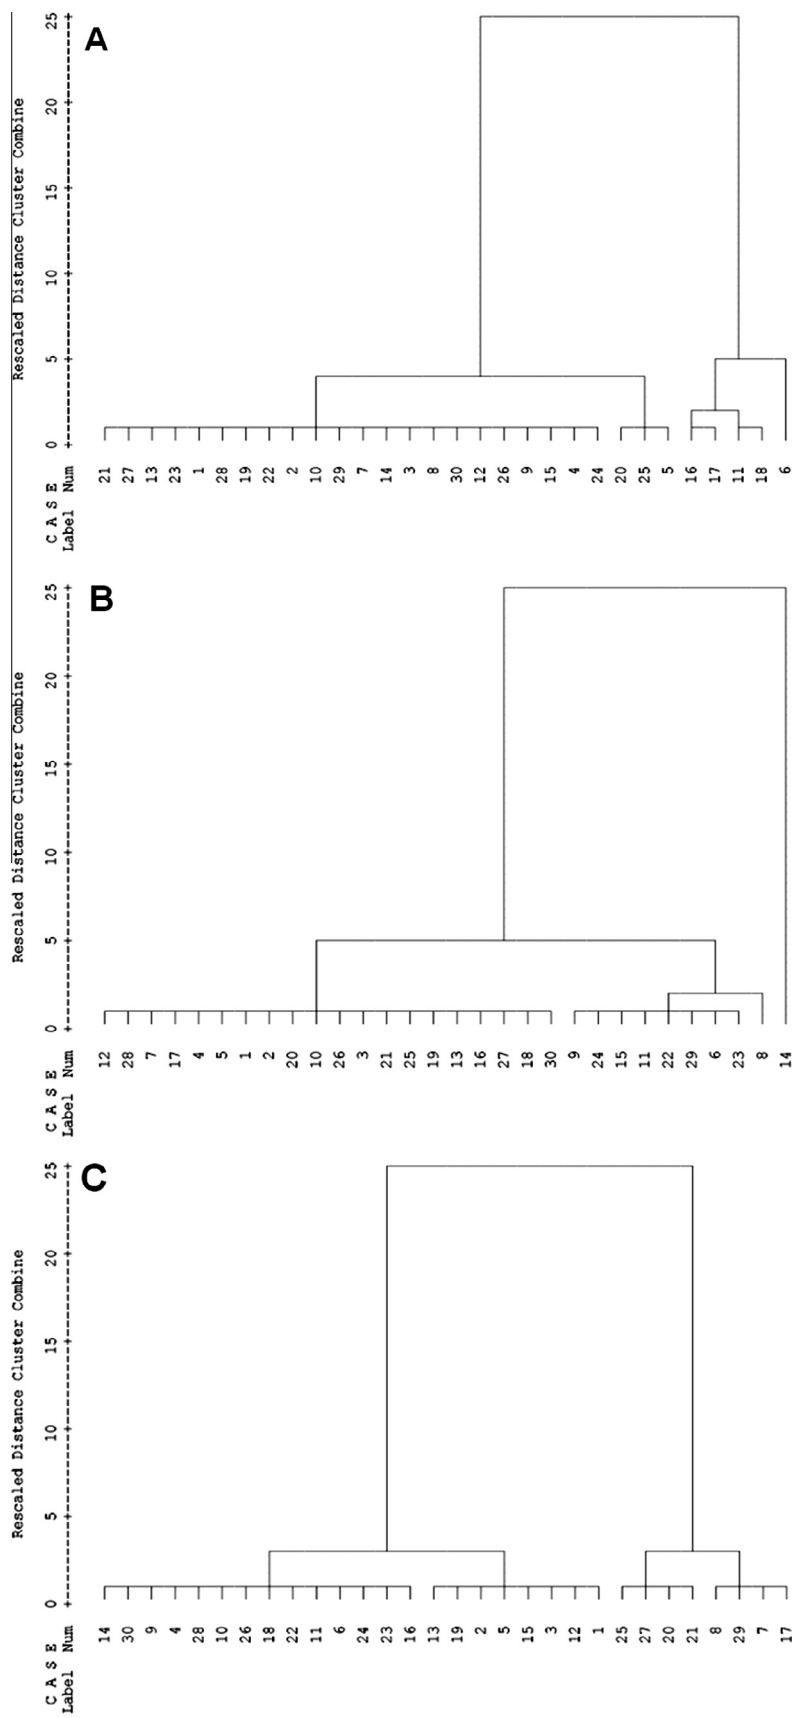 A
Rescaled Distance Cluster Combine
0 5 10 15 20 25
C A S E
Label Num
21 27 13 23 1 28 19 22 2 10 29 7 14 3 8 30 12 26 9 15 4 24 20 25 5 16 17 11 18 6
B
Rescaled Distance Cluster Combine
0 5 10 15 20 25
C A S E
Label Num
12 28 7 17 4 5 1 2 20 10 26 3 21 25 19 13 16 27 18 30 9 24 15 11 22 29 6 23 8 14
C
Rescaled Distance Cluster Combine
0 5 10 15 20 25
C A S E
Label Num
14 30 9 4 28 10 26 18 22 11 6 24 23 16 13 19 2 5 15 3 12 1 25 27 20 21 8 29 7 17